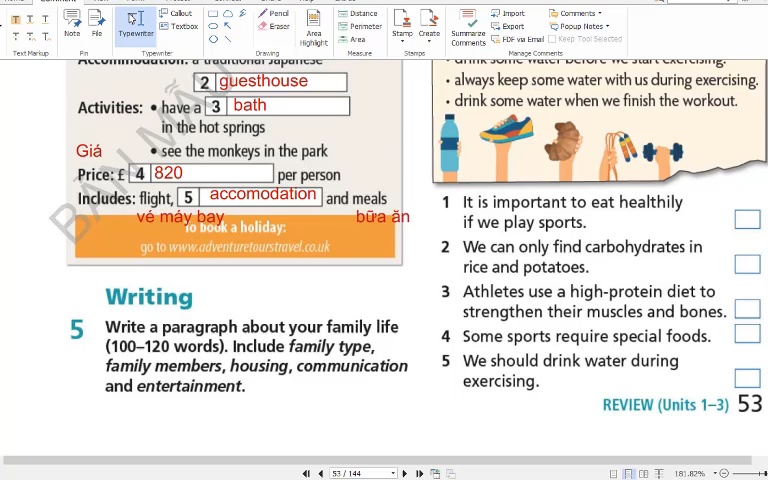 Comment
Note
File
Typewriter
Callout
Textbox
Pencil
Eraser
Area
Highlight
Distance
Perimeter
Area
Stamp
Create
Summarize
Comments
Import
Export
FDF via Email
Comments
Popup Notes
Keep Tool Selected
Text Markup
Pin
Typewriter
Drawing
Measure
Stamps
Manage Comments
Accommodation: a traditional Japanese
2 guesthouse
Activities: • have a 3 bath
in the hot springs
Giá
• see the monkeys in the park
Price: £ 4 820 per person
Includes: flight, 5 accomodation and meals
vé máy bay bữa ăn
To book a holiday:
go to www.adventuretourstravel.co.uk
BẢN MẪU
Writing
5 Write a paragraph about your family life
(100–120 words). Include family type,
family members, housing, communication
and entertainment.
• drink some water before we start exercising.
• always keep some water with us during exercising.
• drink some water when we finish the workout.
1 It is important to eat healthily
if we play sports.
2 We can only find carbohydrates in
rice and potatoes.
3 Athletes use a high-protein diet to
strengthen their muscles and bones.
4 Some sports require special foods.
5 We should drink water during
exercising.
REVIEW (Units 1–3) 53
53 / 144
181.82%